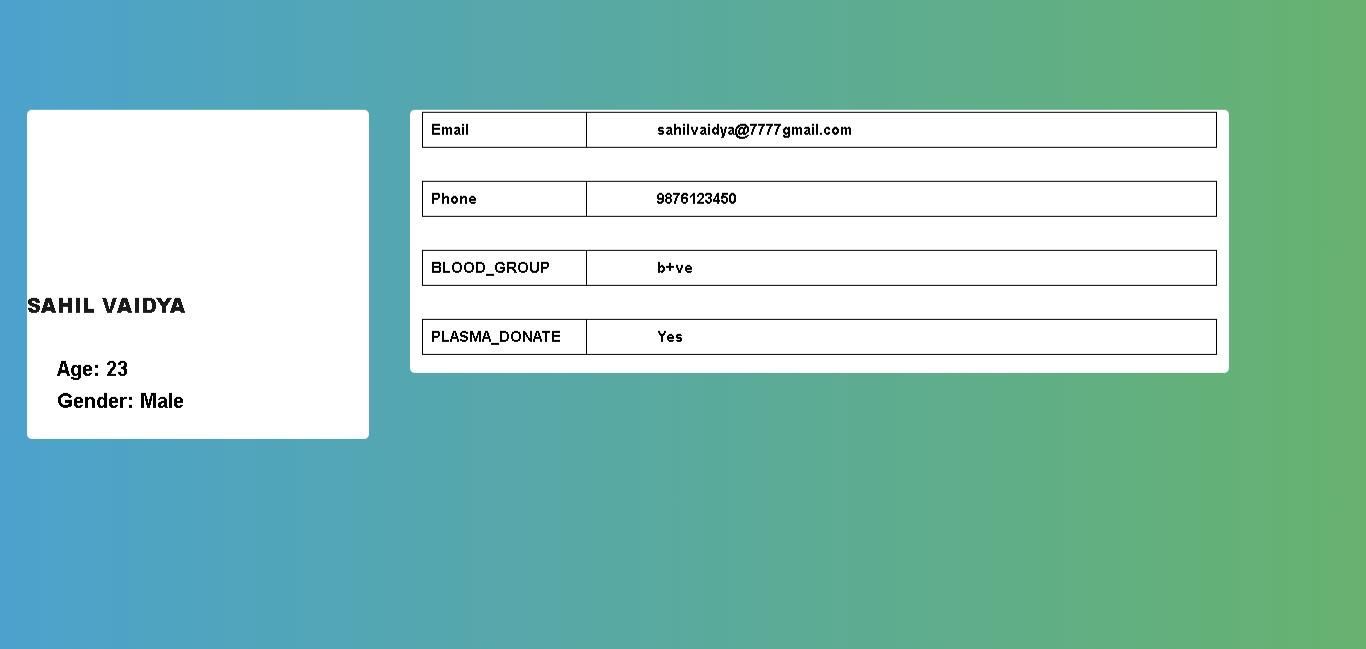 SAHIL VAIDYA
Age: 23
Gender: Male
Email sahilvaidya@7777gmail.com
Phone 9876123450
BLOOD_GROUP b+ve
PLASMA_DONATE Yes